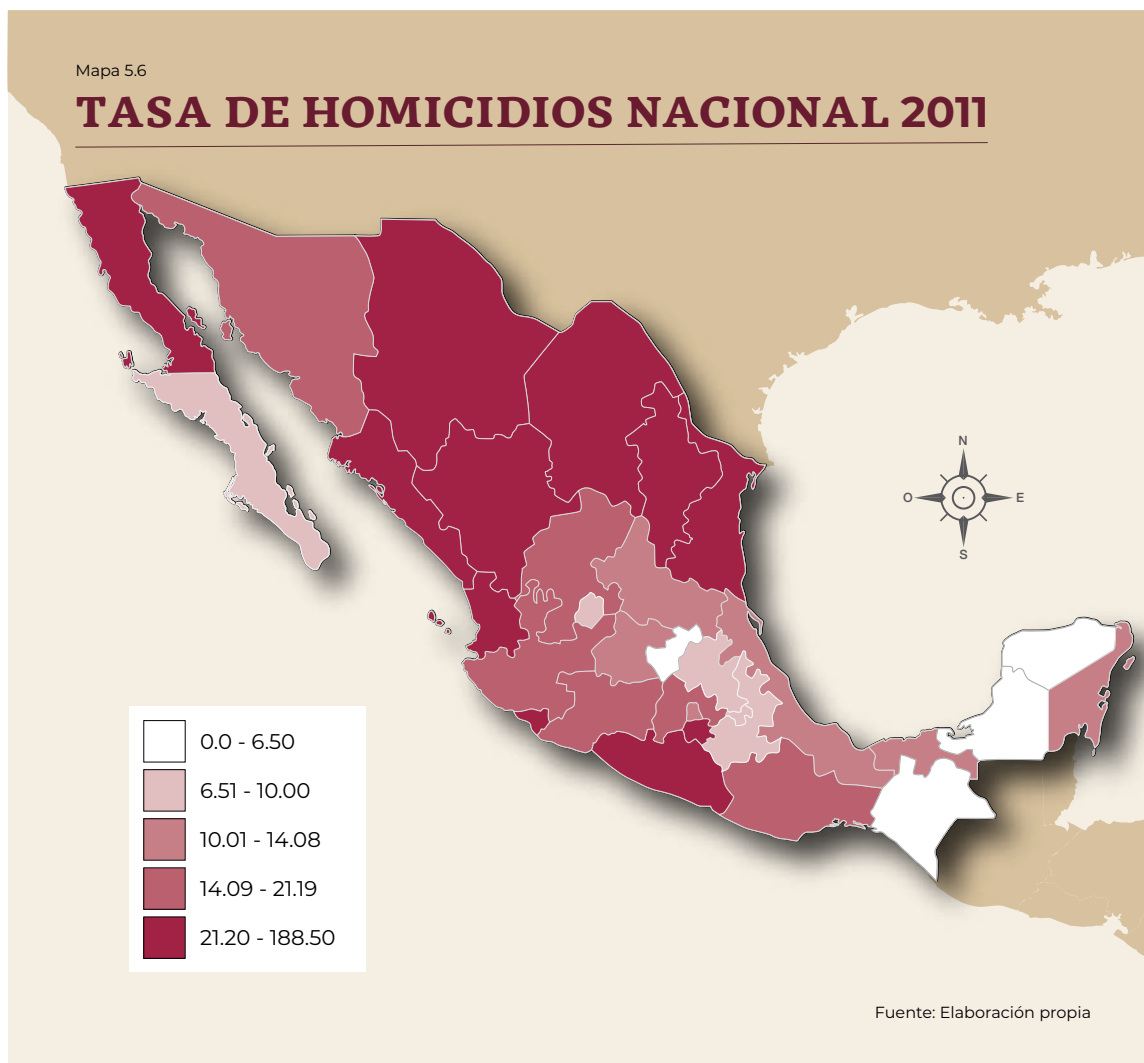 Mapa 5.6
TASA DE HOMICIDIOS NACIONAL 2011
N
O
E
S
0.0 - 6.50
6.51 - 10.00
10.01 - 14.08
14.09 - 21.19
21.20 - 188.50
Fuente: Elaboración propia